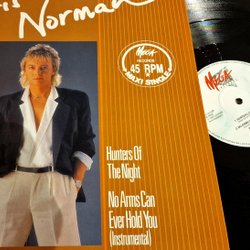 Norman
Mega
RECORDS
45 RPM
MAXI SINGLE
Hunters Of
The Night
No Arms Can
Ever Hold You
(Instrumental)
Mega